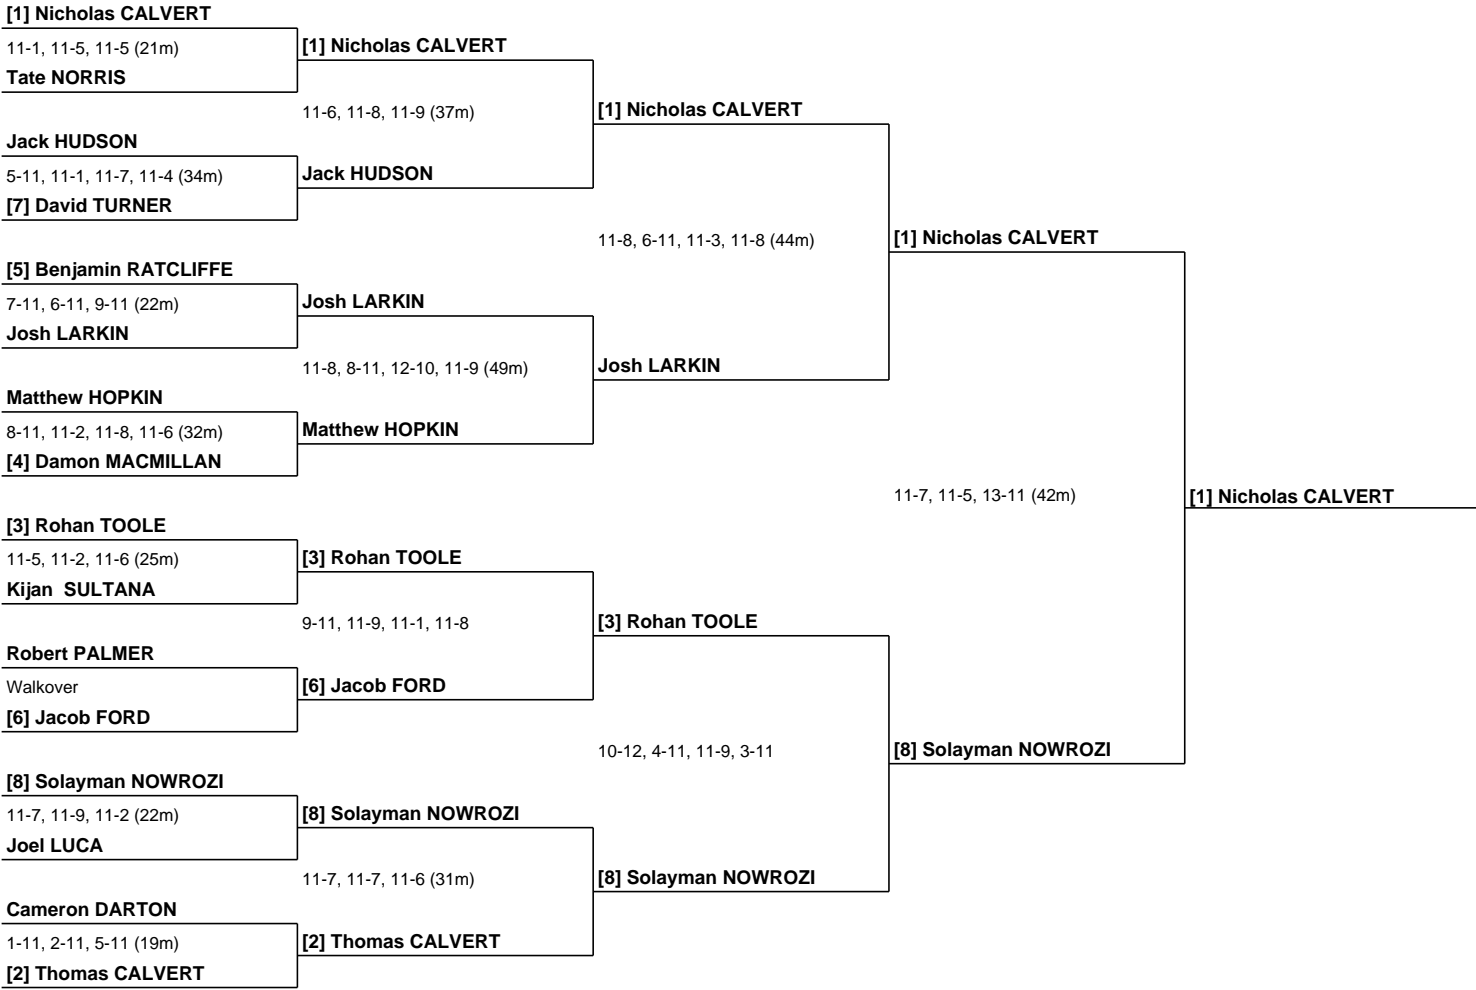 [1] Nicholas CALVERT
11-1, 11-5, 11-5 (21m)
Tate NORRIS
Jack HUDSON
5-11, 11-1, 11-7, 11-4 (34m)
[7] David TURNER
[5] Benjamin RATCLIFFE
7-11, 6-11, 9-11 (22m)
Josh LARKIN
Matthew HOPKIN
8-11, 11-2, 11-8, 11-6 (32m)
[4] Damon MACMILLAN
[3] Rohan TOOLE
11-5, 11-2, 11-6 (25m)
Kijan  SULTANA
Robert PALMER
Walkover
[6] Jacob FORD
[8] Solayman NOWROZI
11-7, 11-9, 11-2 (22m)
Joel LUCA
Cameron DARTON
1-11, 2-11, 5-11 (19m)
[2] Thomas CALVERT
[1] Nicholas CALVERT
11-6, 11-8, 11-9 (37m)
Jack HUDSON
Josh LARKIN
11-8, 8-11, 12-10, 11-9 (49m)
Matthew HOPKIN
[3] Rohan TOOLE
9-11, 11-9, 11-1, 11-8
[6] Jacob FORD
[8] Solayman NOWROZI
11-7, 11-7, 11-6 (31m)
[2] Thomas CALVERT
[1] Nicholas CALVERT
11-8, 6-11, 11-3, 11-8 (44m)
Josh LARKIN
[3] Rohan TOOLE
10-12, 4-11, 11-9, 3-11
[8] Solayman NOWROZI
[1] Nicholas CALVERT
11-7, 11-5, 13-11 (42m)
[8] Solayman NOWROZI
[1] Nicholas CALVERT